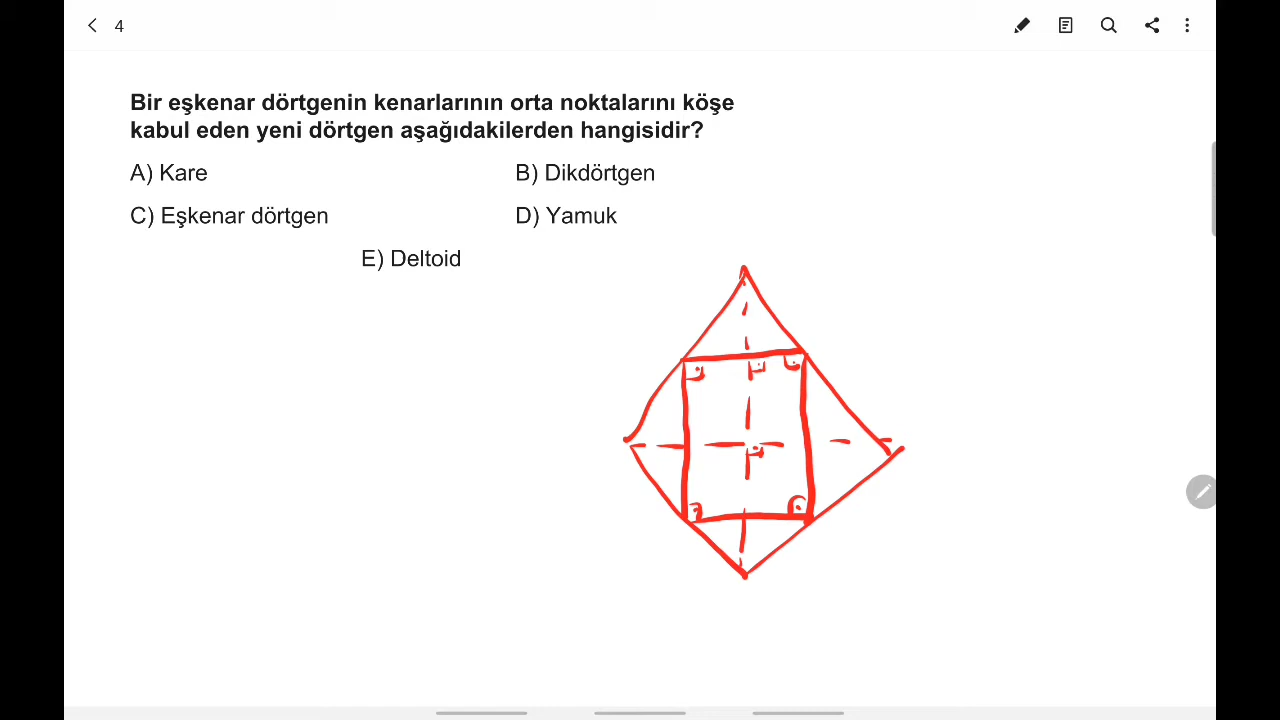 4
Bir eşkenar dörtgenin kenarlarının orta noktalarını köşe
kabul eden yeni dörtgen aşağıdakilerden hangisidir?
A) Kare
B) Dikdörtgen
C) Eşkenar dörtgen
D) Yamuk
E) Deltoid